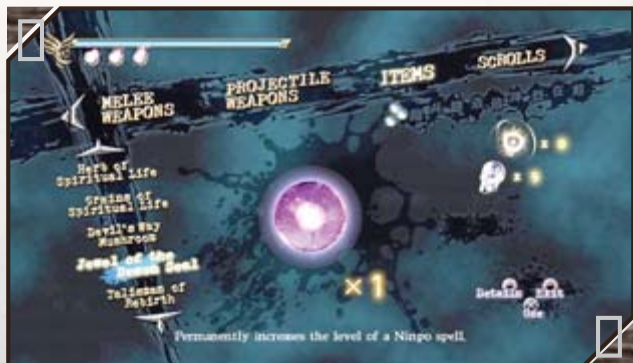 MELEE
WEAPONS
PROJECTILE
WEAPONS
ITEMS
SCROLLS
Herb of
Spiritual Life
Grains of
Spiritual Life
Devil's Way
Mushroom
Jewel of the
Demon Seal
Talisman of
Rebirth
×1
Details
Exit
Use
Permanently increases the level of a Ninpo spell.